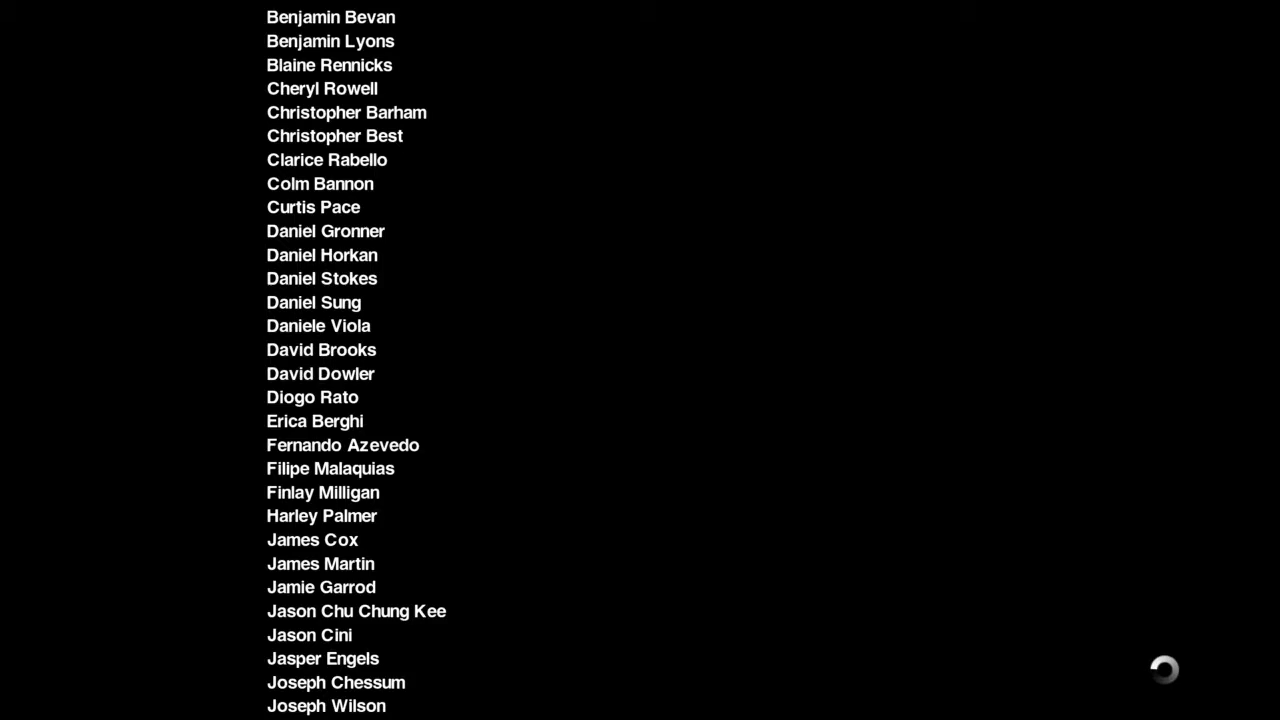 Benjamin Bevan
Benjamin Lyons
Blaine Rennicks
Cheryl Rowell
Christopher Barham
Christopher Best
Clarice Rabello
Colm Bannon
Curtis Pace
Daniel Gronner
Daniel Horkan
Daniel Stokes
Daniel Sung
Daniele Viola
David Brooks
David Dowler
Diogo Rato
Erica Berghi
Fernando Azevedo
Filipe Malaquias
Finlay Milligan
Harley Palmer
James Cox
James Martin
Jamie Garrod
Jason Chu Chung Kee
Jason Cini
Jasper Engels
Joseph Chessum
Joseph Wilson